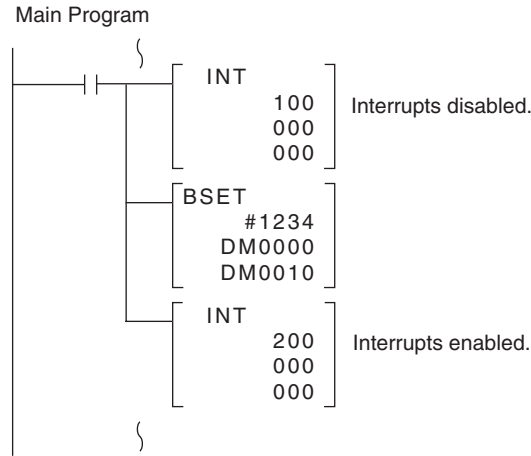 Main Program
INT
100
000
000
Interrupts disabled.
BSET
#1234
DM0000
DM0010
INT
200
000
000
Interrupts enabled.